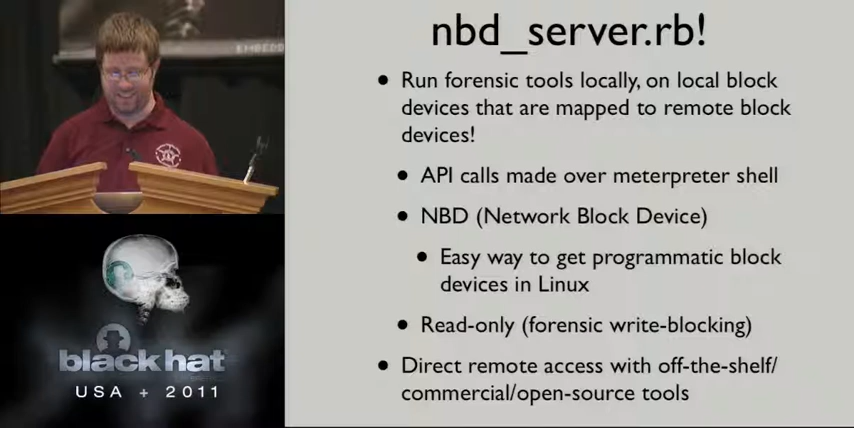 EMBEDD
nbd_server.rb!
• Run forensic tools locally, on local block
devices that are mapped to remote block
devices!
• API calls made over meterpreter shell
• NBD (Network Block Device)
• Easy way to get programmatic block
devices in Linux
• Read-only (forensic write-blocking)
• Direct remote access with off-the-shelf/
commercial/open-source tools
black hat
USA + 2011